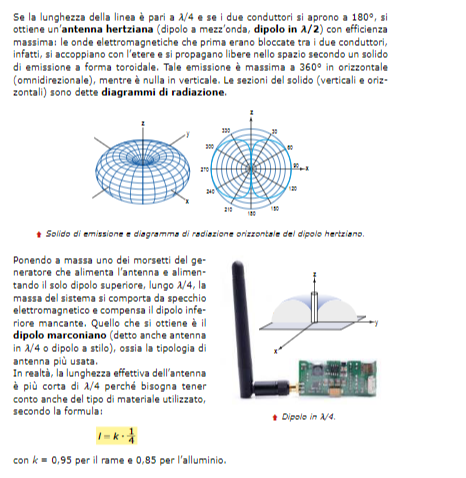 Se la lunghezza della linea è pari a λ/4 e se i due conduttori si aprono a 180°, si
ottiene un'antenna hertziana (dipolo a mezz'onda, dipolo in λ/2) con efficienza
massima: le onde elettromagnetiche che prima erano bloccate tra i due conduttori,
infatti, si accoppiano con l'etere e si propagano libere nello spazio secondo un solido
di emissione a forma toroidale. Tale emissione è massima a 360° in orizzontale
(omnidirezionale), mentre è nulla in verticale. Le sezioni del solido (verticali e oriz-
zontali) sono dette diagrammi di radiazione.
z
y
x
z
330
30
300
60
270
90
x
240
120
210
150
180
Solido di emissione e diagramma di radiazione orizzontale del dipolo hertziano.
Ponendo a massa uno dei morsetti del ge-
neratore che alimenta l'antenna e alimen-
tando il solo dipolo superiore, lungo λ/4, la
massa del sistema si comporta da specchio
elettromagnetico e compensa il dipolo infe-
riore mancante. Quello che si ottiene è il
dipolo marconiano (detto anche antenna
in λ/4 o dipolo a stilo), ossia la tipologia di
antenna più usata.
In realtà, la lunghezza effettiva dell'antenna
è più corta di λ/4 perché bisogna tener
conto anche del tipo di materiale utilizzato,
secondo la formula:
l = k · 1/4
con k = 0,95 per il rame e 0,85 per l'alluminio.
z
y
x
Dipolo in λ/4.